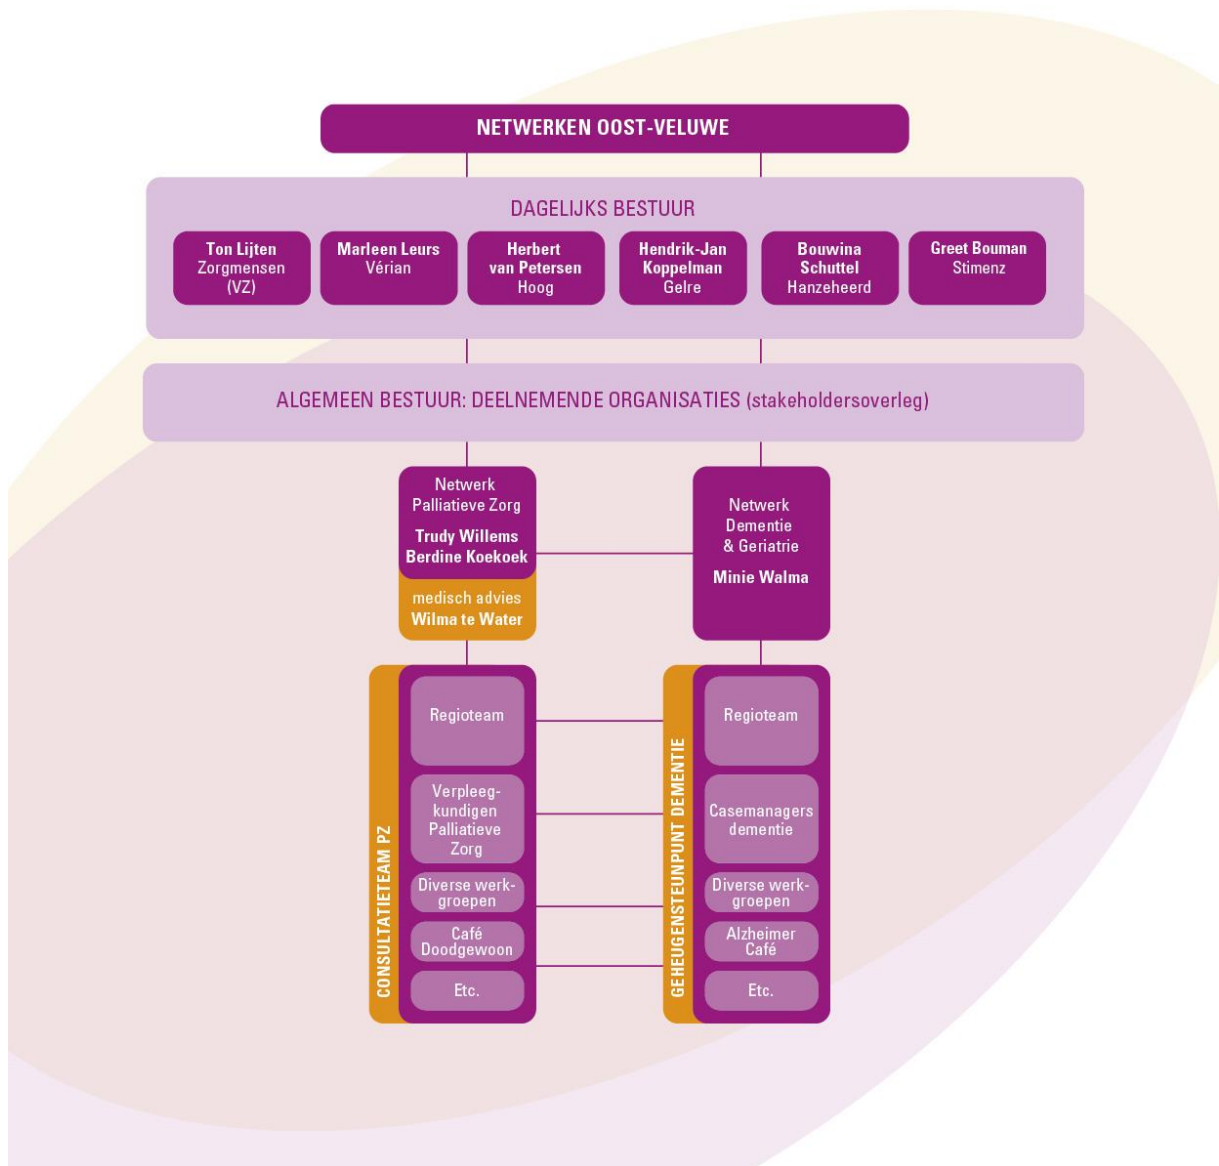 NETWERKEN OOST-VELUWE
DAGELIJKS BESTUUR
Ton Lijten
Zorgmensen
(VZ)
Marleen Leurs
Vérian
Herbert
van Petersen
Hoog
Hendrik-Jan
Koppelman
Gelre
Bouwina
Schuttel
Hanzeheerd
Greet Bouman
Stimenz
ALGEMEEN BESTUUR: DEELNEMENDE ORGANISATIES (stakeholdersoverleg)
Netwerk
Palliatieve Zorg
Trudy Willems
Berdine Koekoek
medisch advies
Wilma te Water
Netwerk
Dementie
& Geriatrie
Minie Walma
CONSULTATIETEAM PZ
Regioteam
Verpleeg-
kundigen
Palliatieve
Zorg
Diverse werk-
groepen
Café
Doodgewoon
Etc.
GEHEUGENSTEUNPUNT DEMENTIE
Regioteam
Casemanagers
dementie
Diverse werk-
groepen
Alzheimer
Café
Etc.